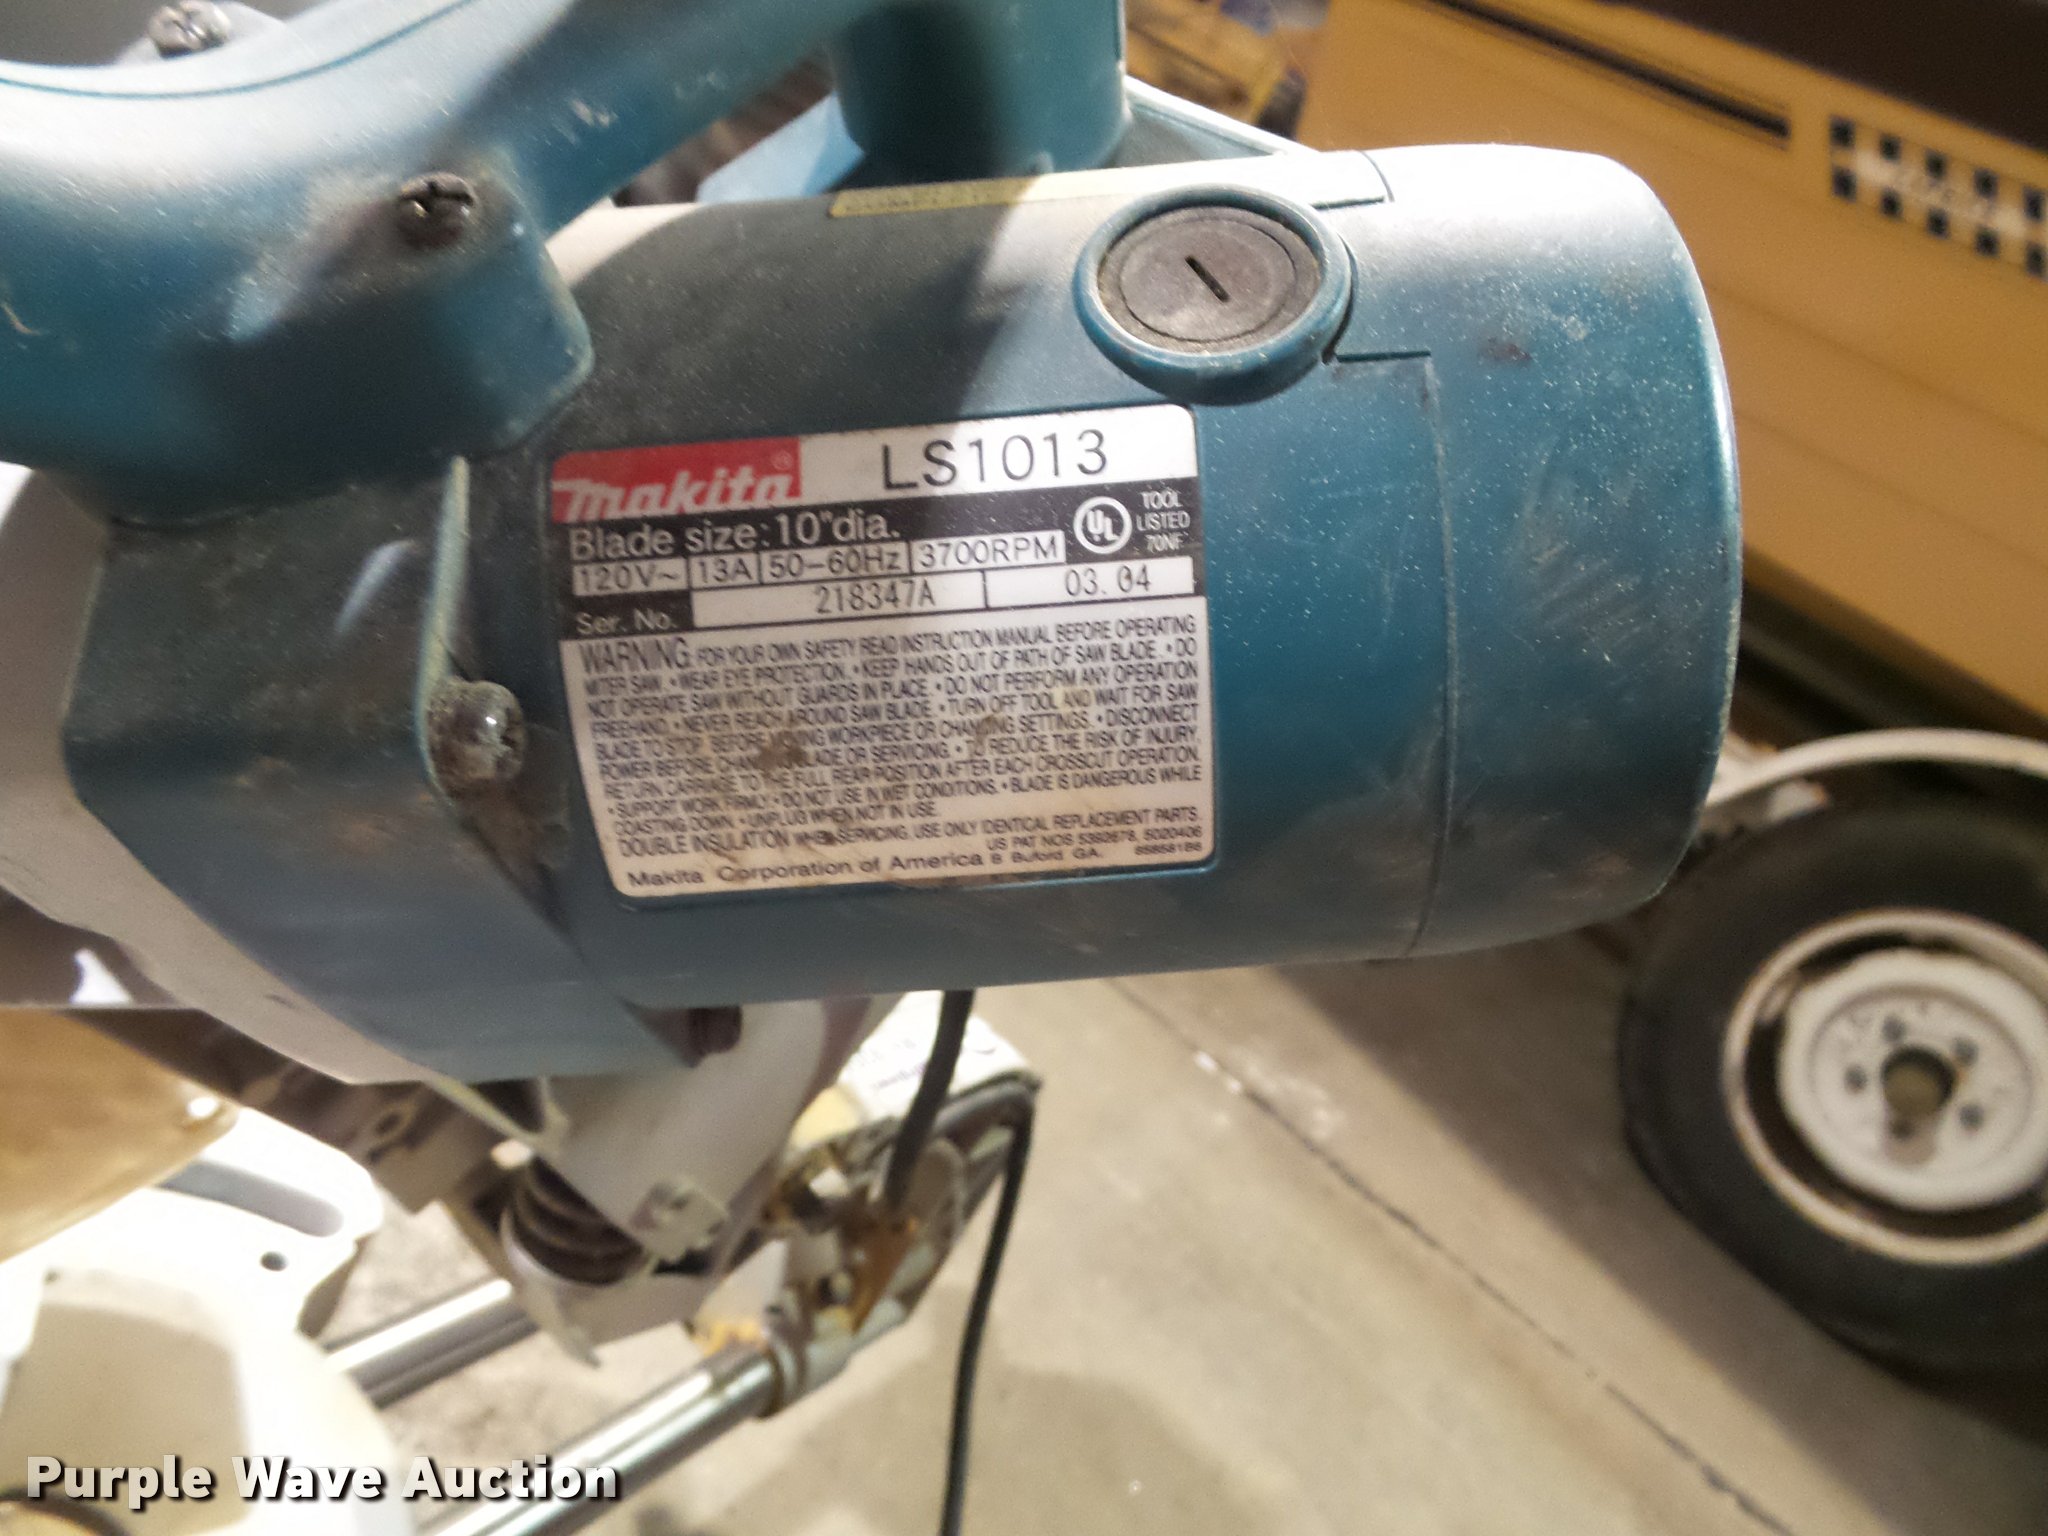 makita® LS1013
Blade size: 10"dia.
UL TOOL
LISTED
70NF
120V~ 13A 50-60Hz 3700RPM
Ser. No. 218347A 03. 04
WARNING: FOR YOUR OWN SAFETY READ INSTRUCTION MANUAL BEFORE OPERATING
MITER SAW. • WEAR EYE PROTECTION. • KEEP HANDS OUT OF PATH OF SAW BLADE. • DO
NOT OPERATE SAW WITHOUT GUARDS IN PLACE. • DO NOT PERFORM ANY OPERATION
FREEHAND. • NEVER REACH AROUND SAW BLADE. • TURN OFF TOOL AND WAIT FOR SAW
BLADE TO STOP BEFORE MOVING WORKPIECE OR CHANGING SETTINGS. • DISCONNECT
POWER BEFORE CHANGING BLADE OR SERVICING. • TO REDUCE THE RISK OF INJURY,
RETURN CARRIAGE TO THE FULL REAR POSITION AFTER EACH CROSSCUT OPERATION.
• SUPPORT WORK FIRMLY. • DO NOT USE IN WET CONDITIONS. • BLADE IS DANGEROUS WHILE
COASTING DOWN. • UNPLUG WHEN NOT IN USE.
DOUBLE INSULATION WHEN SERVICING, USE ONLY IDENTICAL REPLACEMENT PARTS.
US PAT NOS 5020406
Makita Corporation of America Buford GA.
Purple Wave Auction